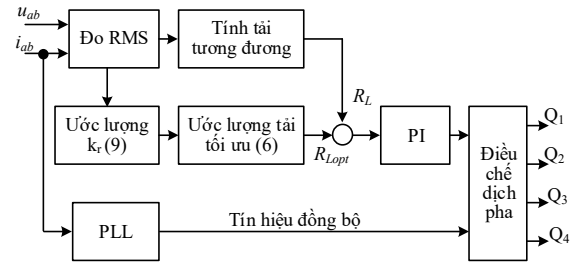 u_ab
i_ab
Đo RMS
Tính tải
tương đương
R_L
Ước lượng
k_r (9)
Ước lượng tải
tối ưu (6)
R_Lopt
PI
Điều
chế
dịch
pha
Q_1
Q_2
Q_3
Q_4
PLL
Tín hiệu đồng bộ